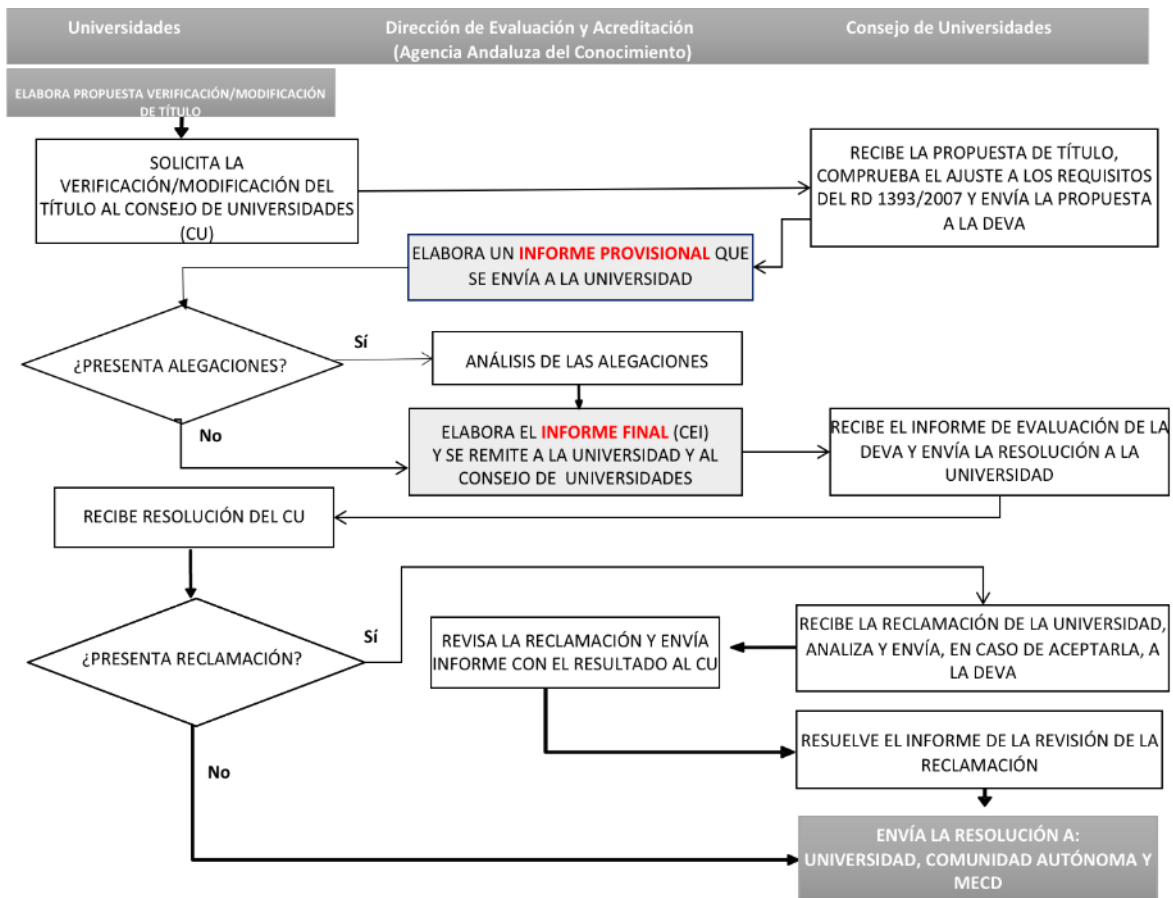 Universidades
Dirección de Evaluación y Acreditación
(Agencia Andaluza del Conocimiento)
Consejo de Universidades
ELABORA PROPUESTA VERIFICACIÓN/MODIFICACIÓN
DE TÍTULO
SOLICITA LA
VERIFICACIÓN/MODIFICACIÓN DEL
TÍTULO AL CONSEJO DE UNIVERSIDADES
(CU)
RECIBE LA PROPUESTA DE TÍTULO,
COMPRUEBA EL AJUSTE A LOS REQUISITOS
DEL RD 1393/2007 Y ENVÍA LA PROPUESTA
A LA DEVA
ELABORA UN INFORME PROVISIONAL QUE
SE ENVÍA A LA UNIVERSIDAD
¿PRESENTA ALEGACIONES?
Sí
ANÁLISIS DE LAS ALEGACIONES
No
ELABORA EL INFORME FINAL (CEI)
Y SE REMITE A LA UNIVERSIDAD Y AL
CONSEJO DE UNIVERSIDADES
RECIBE EL INFORME DE EVALUACIÓN DE LA
DEVA Y ENVÍA LA RESOLUCIÓN A LA
UNIVERSIDAD
RECIBE RESOLUCIÓN DEL CU
¿PRESENTA RECLAMACIÓN?
Sí
REVISA LA RECLAMACIÓN Y ENVÍA
INFORME CON EL RESULTADO AL CU
RECIBE LA RECLAMACIÓN DE LA UNIVERSIDAD,
ANALIZA Y ENVÍA, EN CASO DE ACEPTARLA, A
LA DEVA
RESUELVE EL INFORME DE LA REVISIÓN DE LA
RECLAMACIÓN
No
ENVÍA LA RESOLUCIÓN A:
UNIVERSIDAD, COMUNIDAD AUTÓNOMA Y
MECD